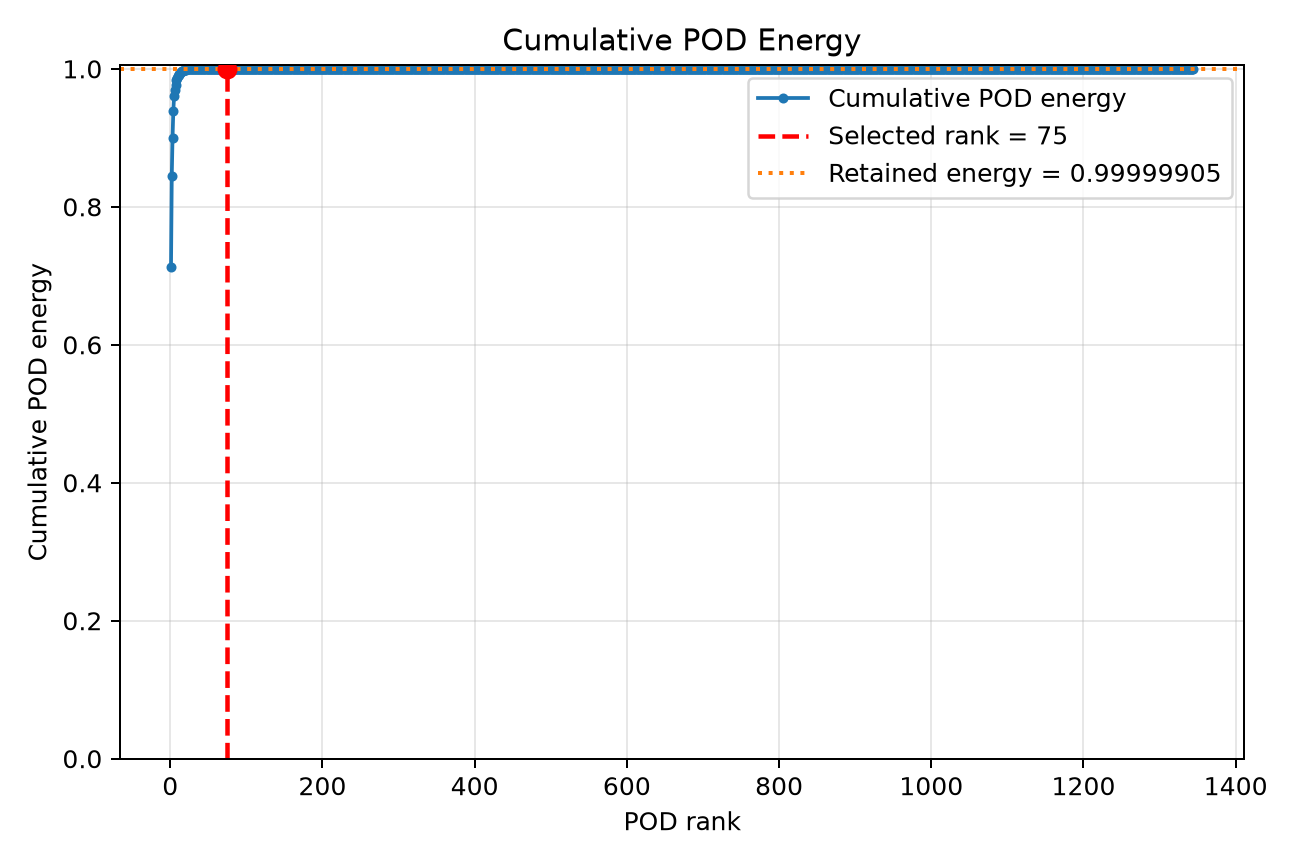 Cumulative POD Energy
Cumulative POD energy
1.0
0.8
0.6
0.4
0.2
0.0
Cumulative POD energy
Selected rank = 75
Retained energy = 0.99999905
0 200 400 600 800 1000 1200 1400
POD rank